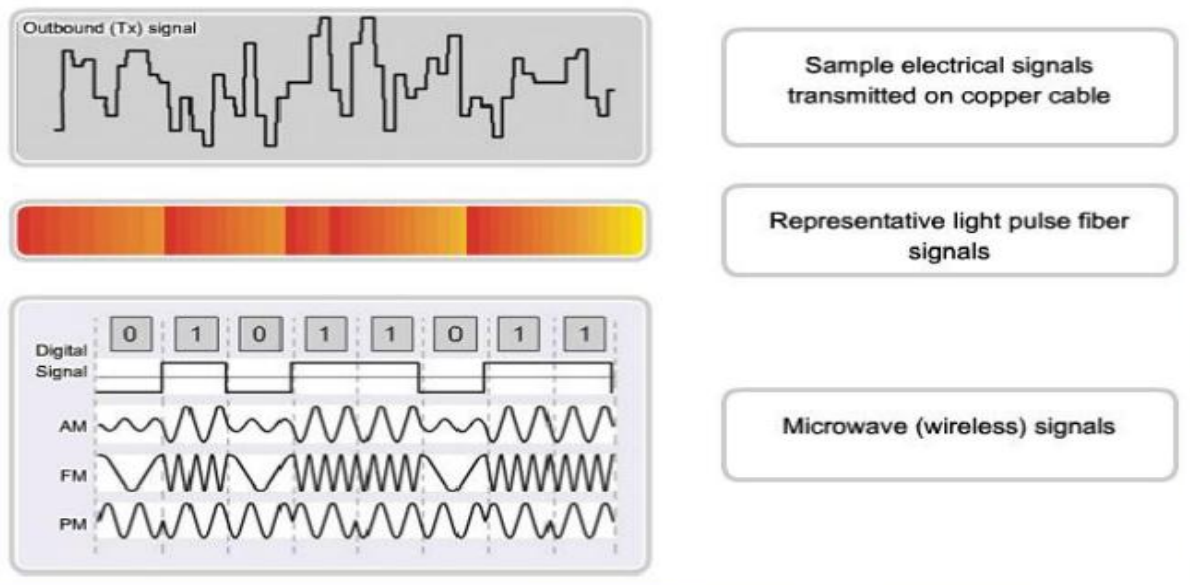 Outbound (Tx) signal
Sample electrical signals
transmitted on copper cable
Representative light pulse fiber
signals
0 1 0 1 1 0 1 1
Digital
Signal
AM
FM
PM
Microwave (wireless) signals